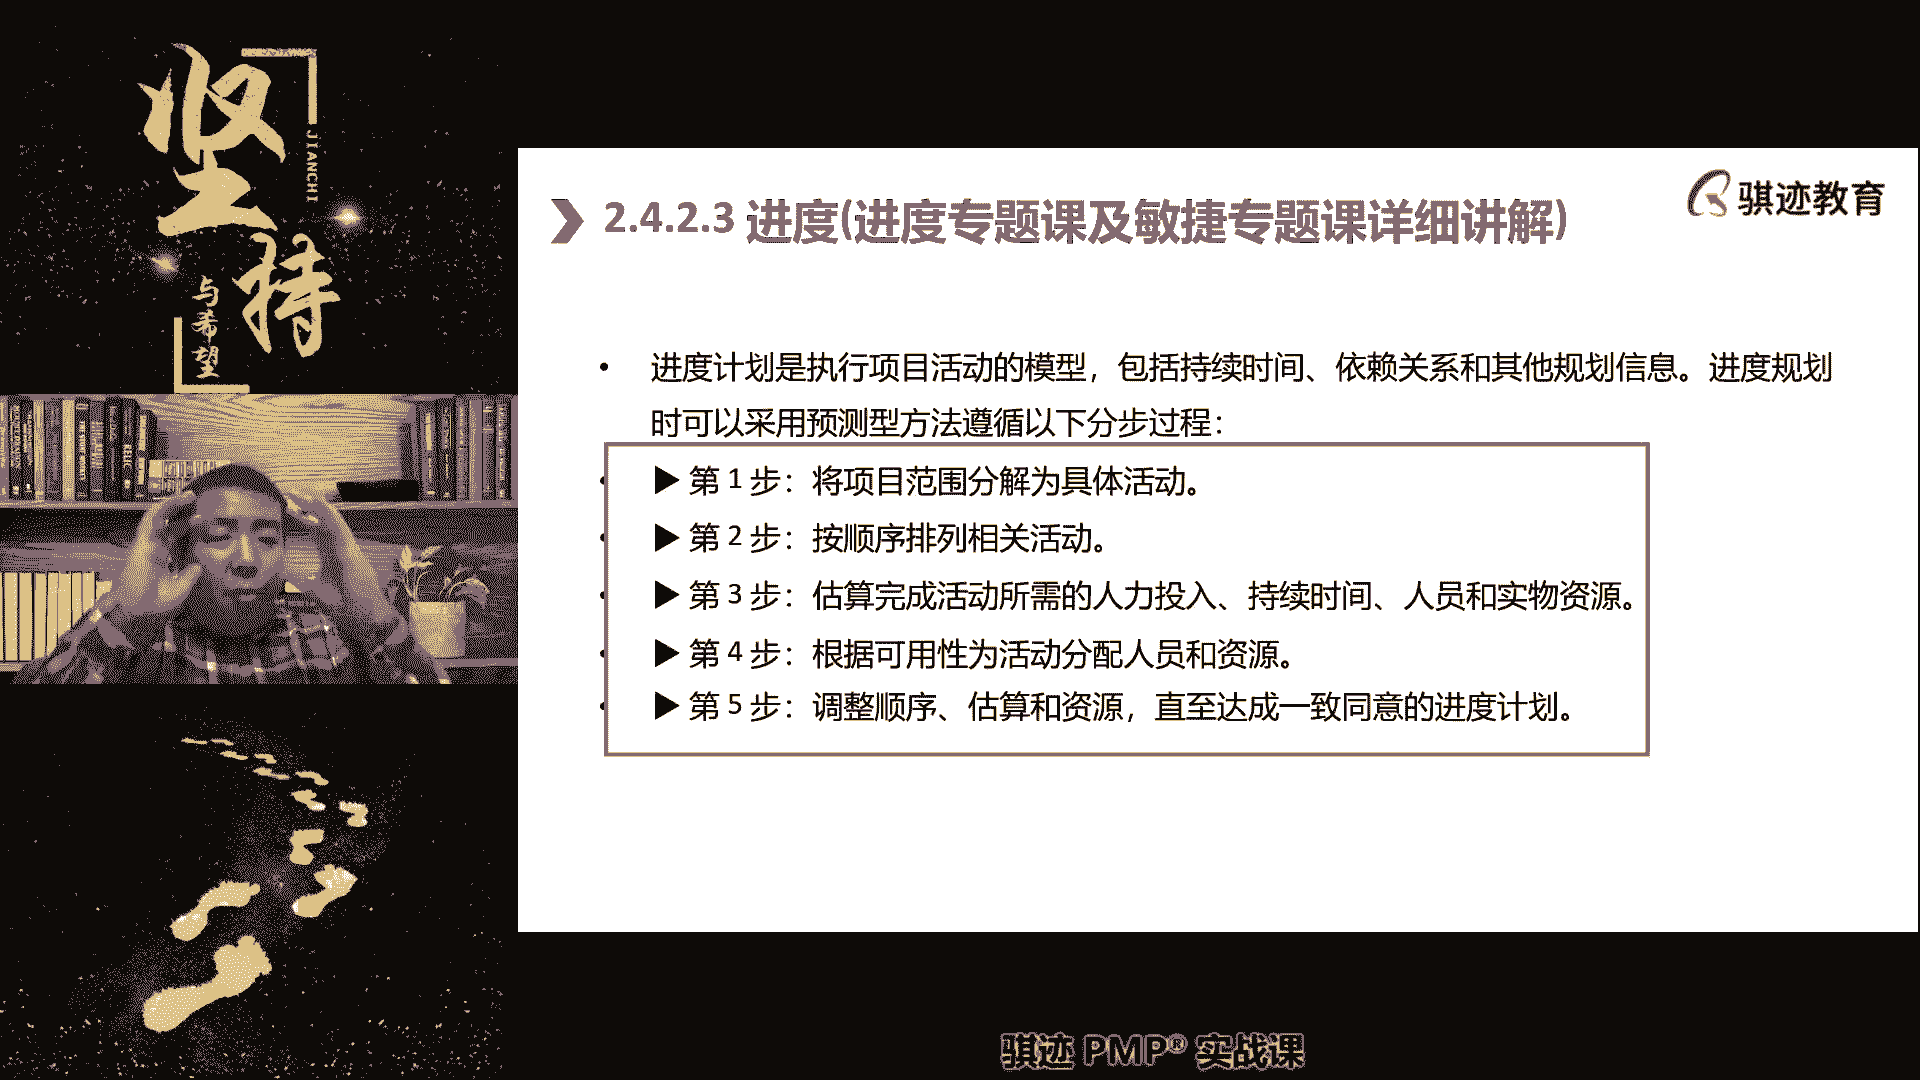 坚持
JIANCHI
与希望
骐迹教育
2.4.2.3 进度(进度专题课及敏捷专题课详细讲解)
• 进度计划是执行项目活动的模型，包括持续时间、依赖关系和其他规划信息。进度规划
时可以采用预测型方法遵循以下分步过程：
▶ 第 1 步：将项目范围分解为具体活动。
▶ 第 2 步：按顺序排列相关活动。
▶ 第 3 步：估算完成活动所需的人力投入、持续时间、人员和实物资源。
▶ 第 4 步：根据可用性为活动分配人员和资源。
▶ 第 5 步：调整顺序、估算和资源，直至达成一致同意的进度计划。
骐迹 PMP® 实战课